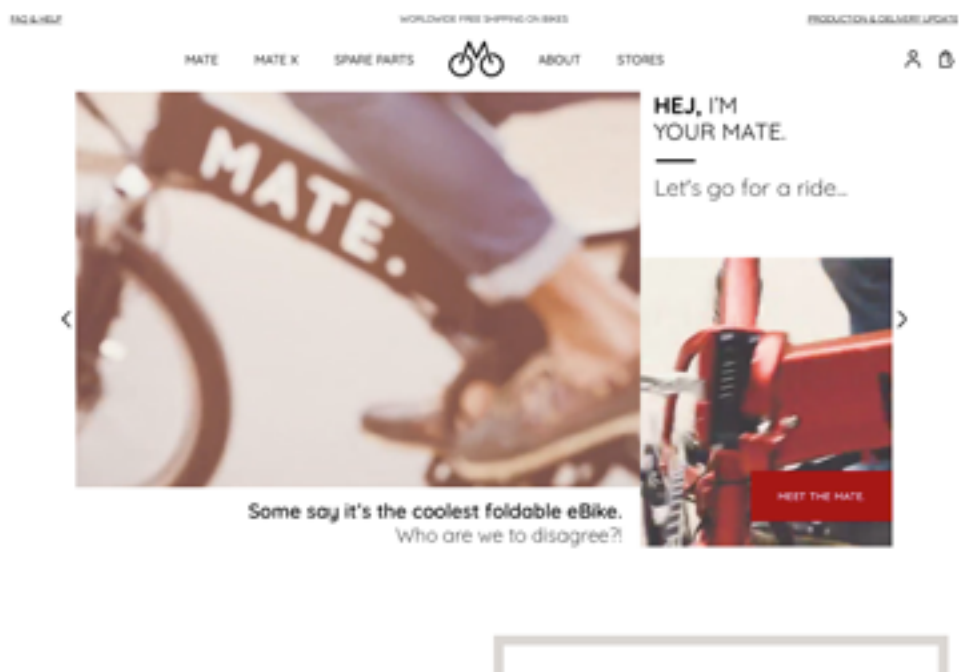 FAQ & HELP
WORLDWIDE FREE SHIPPING ON BIKES
PRODUCTION & DELIVERY UPDATE
MATE
MATE X
SPARE PARTS
ABOUT
STORES
MATE.
HEJ, I'M
YOUR MATE.
Let's go for a ride...
MEET THE MATE.
Some say it's the coolest foldable eBike.
Who are we to disagree?!